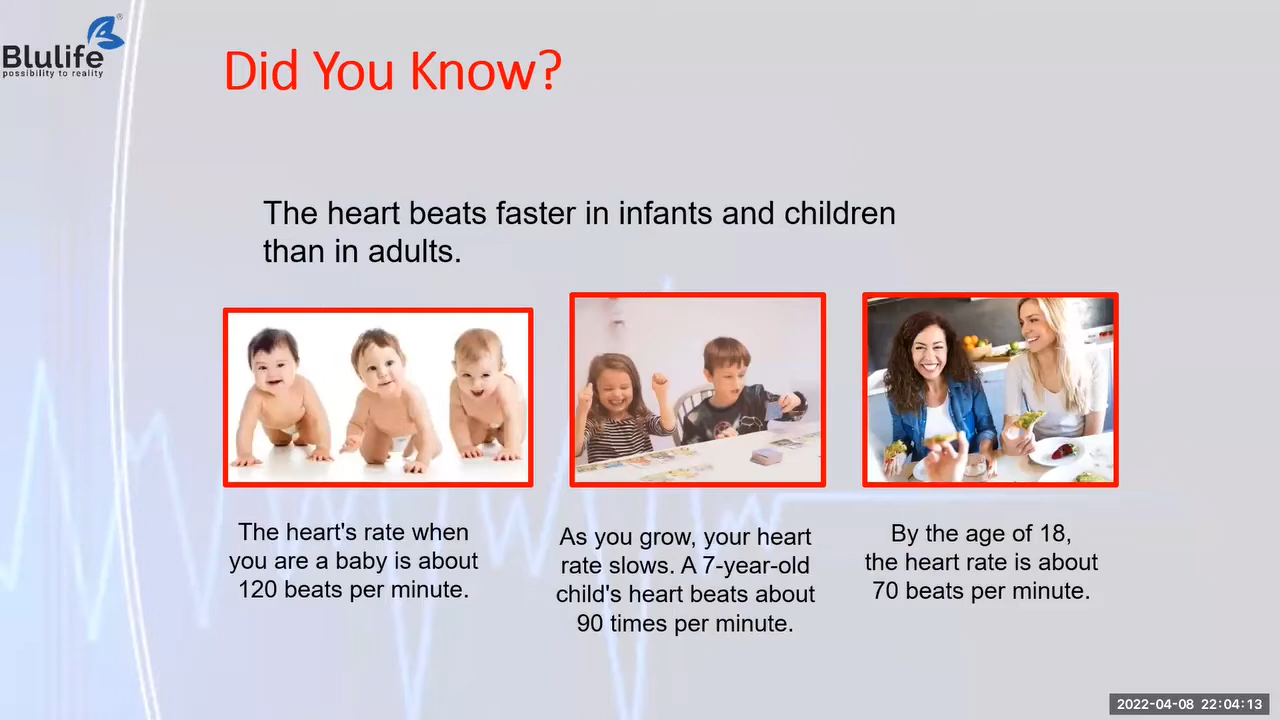 Blulife®
possibility to reality
Did You Know?
The heart beats faster in infants and children
than in adults.
The heart's rate when
you are a baby is about
120 beats per minute.
As you grow, your heart
rate slows. A 7-year-old
child's heart beats about
90 times per minute.
By the age of 18,
the heart rate is about
70 beats per minute.
2022-04-08 22:04:13